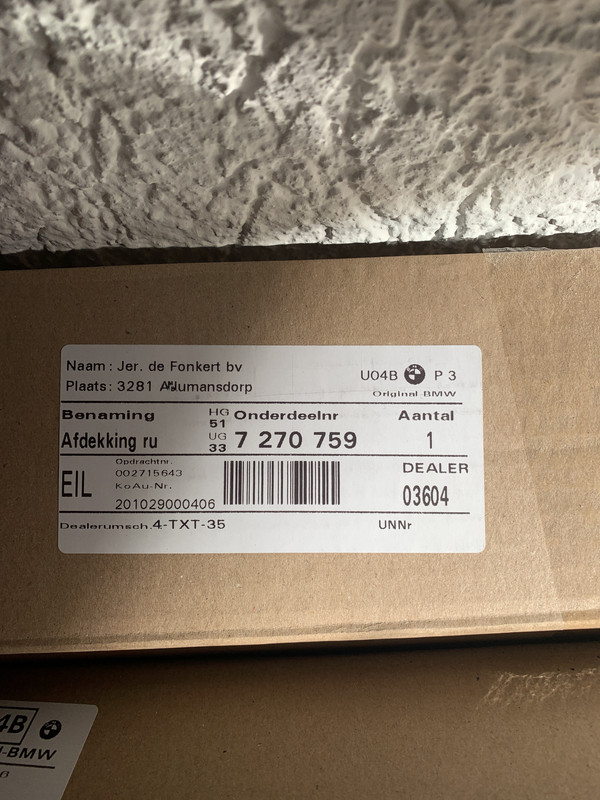 Naam : Jer. de Fonkert bv
Plaats : 3281 Numansdorp
U04B P 3
Original BMW
Benaming HG 51 Onderdeelnr Aantal
Afdekking ru UG 33 7 270 759 1
EIL
Opdrachtnr.
002715643
KoAu-Nr.
201029000406
DEALER
03604
Dealerumsch. 4-TXT-35 UNNr
4B
-BMW